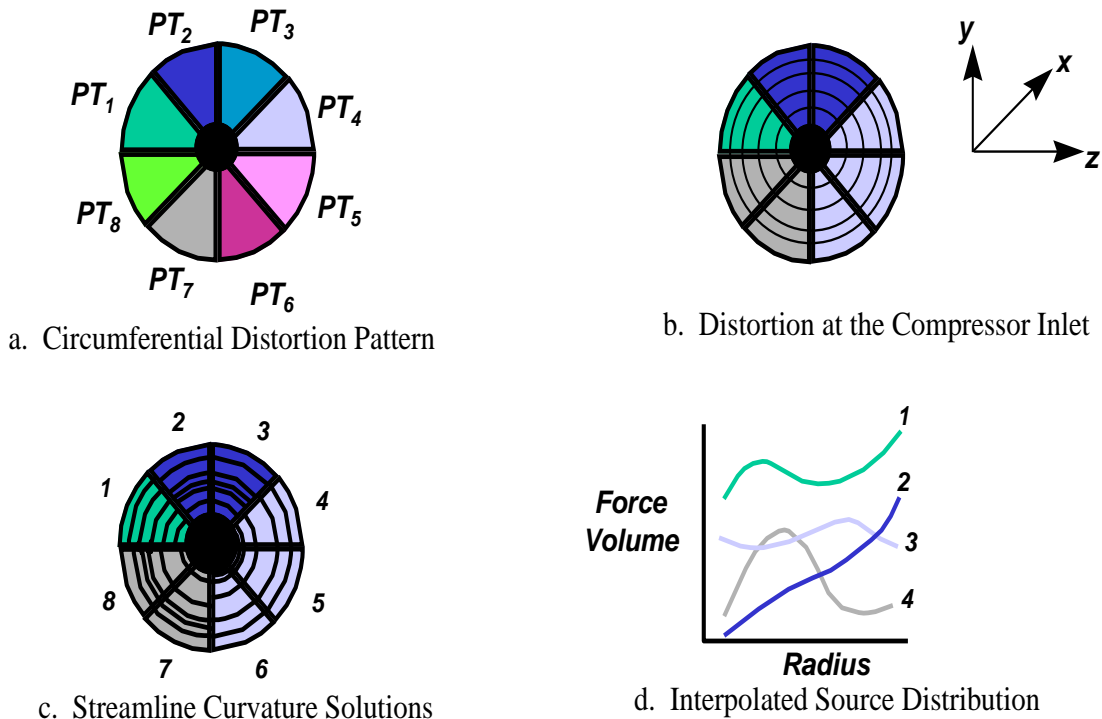 PT2
PT3
PT1
PT4
PT8
PT5
PT7
PT6
a. Circumferential Distortion Pattern
y
x
z
b. Distortion at the Compressor Inlet
2
3
1
4
8
5
7
6
c. Streamline Curvature Solutions
Force
Volume
1
2
3
4
Radius
d. Interpolated Source Distribution